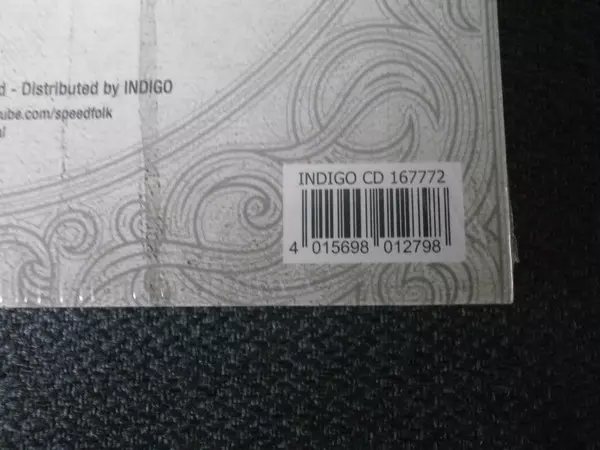 - Distributed by INDIGO
ube.com/speedfolk
INDIGO CD 167772
4 015698 012798